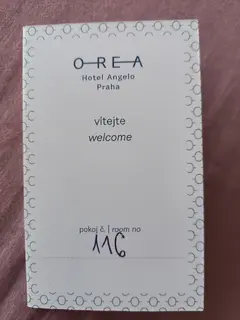 OREA
Hotel Angelo
Praha
vítejte
welcome
pokoj č. | room no
116